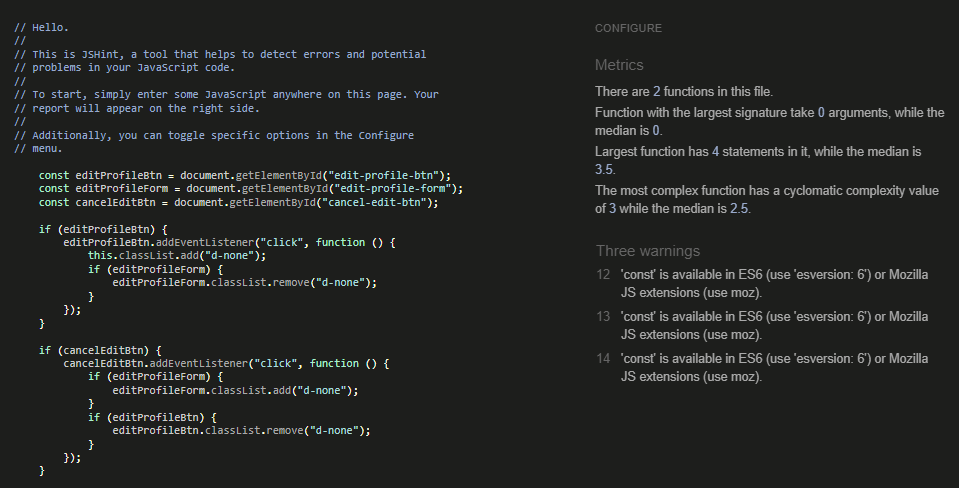 // Hello.
//
// This is JSHint, a tool that helps to detect errors and potential
// problems in your JavaScript code.
//
// To start, simply enter some JavaScript anywhere on this page. Your
// report will appear on the right side.
//
// Additionally, you can toggle specific options in the Configure
// menu.
const editProfileBtn = document.getElementById("edit-profile-btn");
const editProfileForm = document.getElementById("edit-profile-form");
const cancelEditBtn = document.getElementById("cancel-edit-btn");
if (editProfileBtn) {
editProfileBtn.addEventListener("click", function () {
this.classList.add("d-none");
if (editProfileForm) {
editProfileForm.classList.remove("d-none");
}
});
}
if (cancelEditBtn) {
cancelEditBtn.addEventListener("click", function () {
if (editProfileForm) {
editProfileForm.classList.add("d-none");
}
if (editProfileBtn) {
editProfileBtn.classList.remove("d-none");
}
});
}
CONFIGURE
Metrics
There are 2 functions in this file.
Function with the largest signature take 0 arguments, while the
median is 0.
Largest function has 4 statements in it, while the median is
3.5.
The most complex function has a cyclomatic complexity value
of 3 while the median is 2.5.
Three warnings
12 'const' is available in ES6 (use 'esversion: 6') or Mozilla
JS extensions (use moz).
13 'const' is available in ES6 (use 'esversion: 6') or Mozilla
JS extensions (use moz).
14 'const' is available in ES6 (use 'esversion: 6') or Mozilla
JS extensions (use moz).